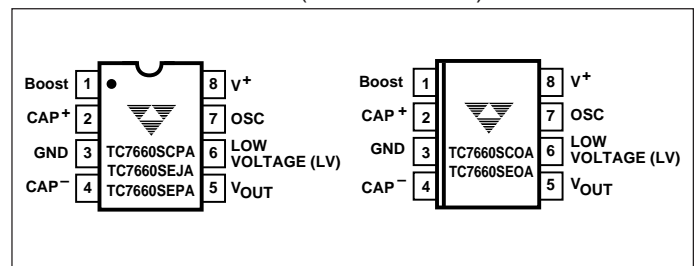 Boost 1 8 V+
CAP+ 2 7 OSC
GND 3 6 LOW VOLTAGE (LV)
CAP– 4 5 VOUT
TC7660SCPA
TC7660SEJA
TC7660SEPA
Boost 1 8 V+
CAP+ 2 7 OSC
GND 3 6 LOW VOLTAGE (LV)
CAP– 4 5 VOUT
TC7660SCOA
TC7660SEOA